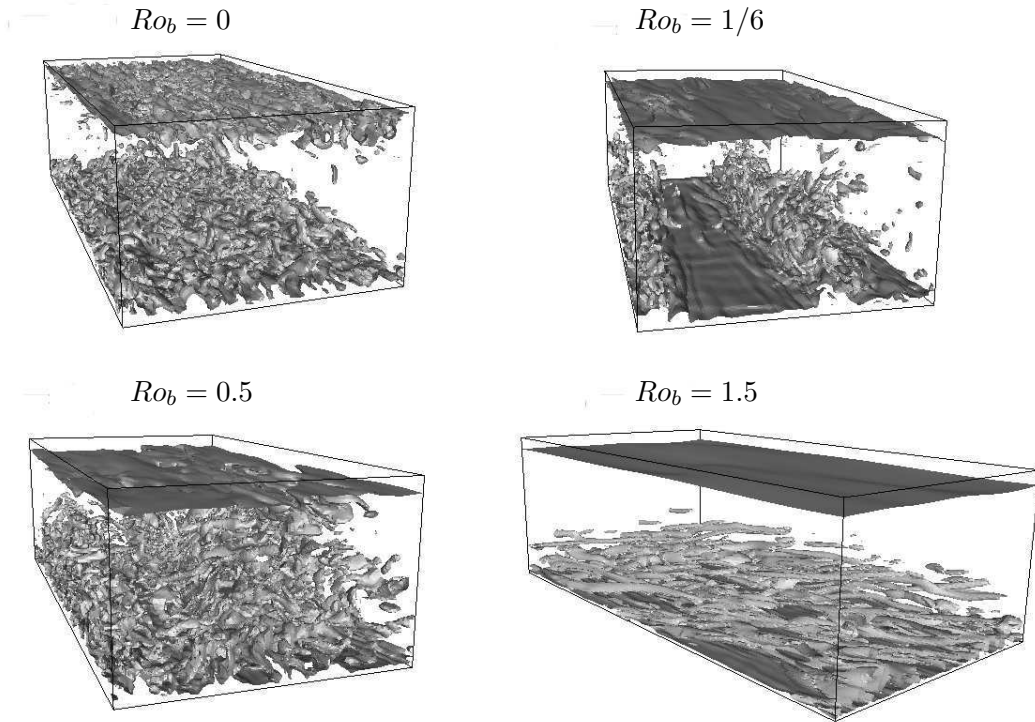 Ro_b = 0
Ro_b = 1/6
Ro_b = 0.5
Ro_b = 1.5